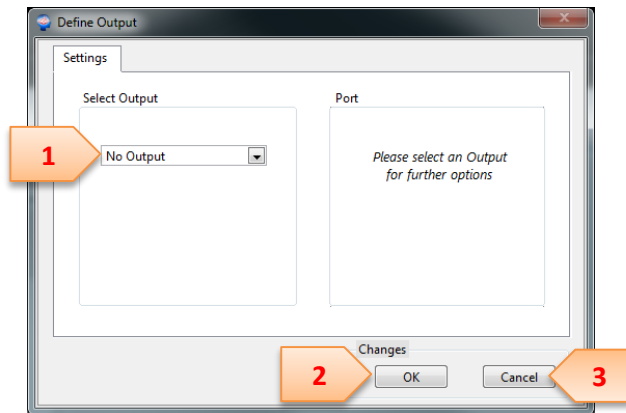 Define Output
Settings
Select Output
Port
1
No Output
Please select an Output
for further options
Changes
2
OK
Cancel
3